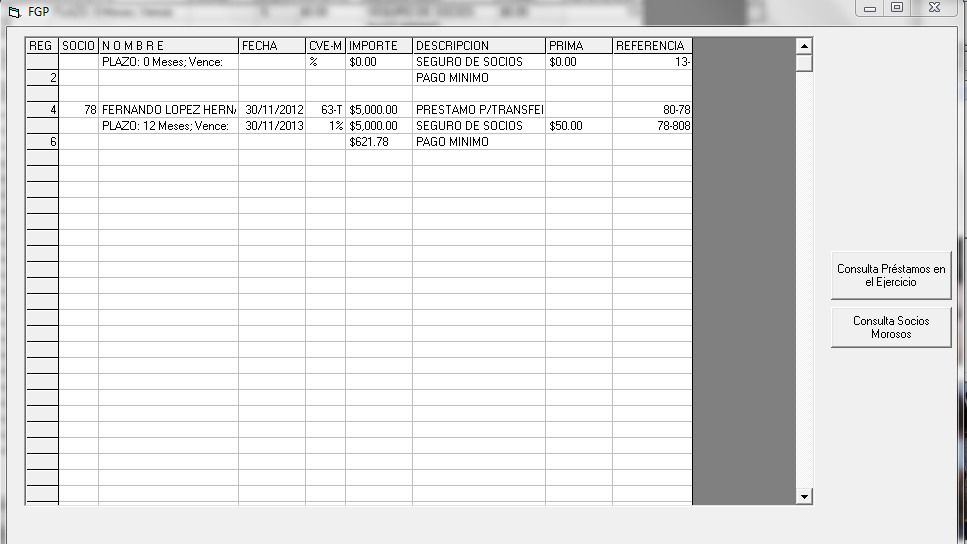 FGP
REG SOCIO N O M B R E FECHA CVE-M IMPORTE DESCRIPCION PRIMA REFERENCIA
PLAZO: 0 Meses; Vence: % $0.00 SEGURO DE SOCIOS $0.00 13-
2 PAGO MINIMO
4 78 FERNANDO LOPEZ HERNA 30/11/2012 63-T $5,000.00 PRESTAMO P/TRANSFEI 80-78
PLAZO: 12 Meses; Vence: 30/11/2013 1% $5,000.00 SEGURO DE SOCIOS $50.00 78-808
6 $621.78 PAGO MINIMO
Consulta Préstamos en
el Ejercicio
Consulta Socios
Morosos